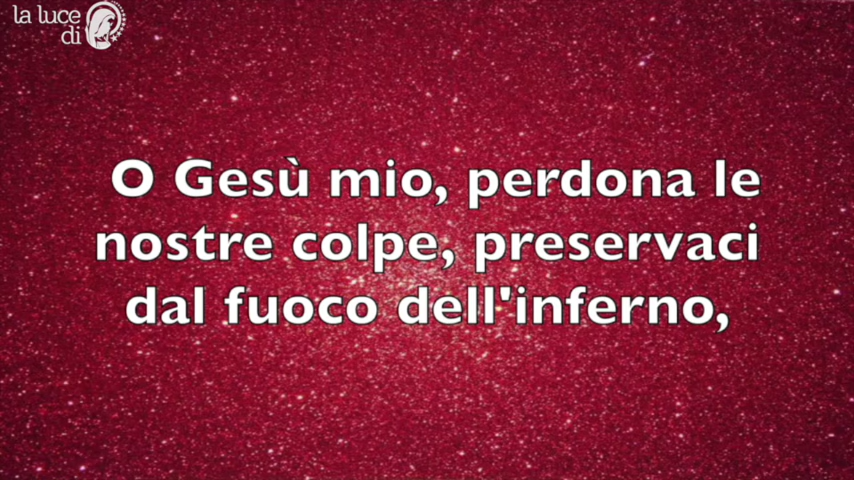 la luce
di
O Gesù mio, perdona le
nostre colpe, preservaci
dal fuoco dell'inferno,